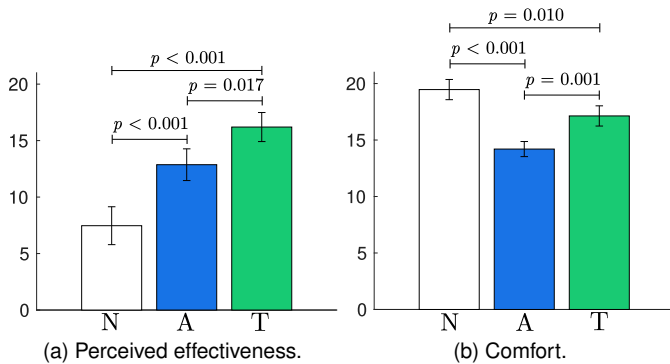 p < 0.001
p = 0.017
p < 0.001
20
15
10
5
0
N A T
(a) Perceived effectiveness.
p = 0.010
p < 0.001
p = 0.001
20
15
10
5
0
N A T
(b) Comfort.